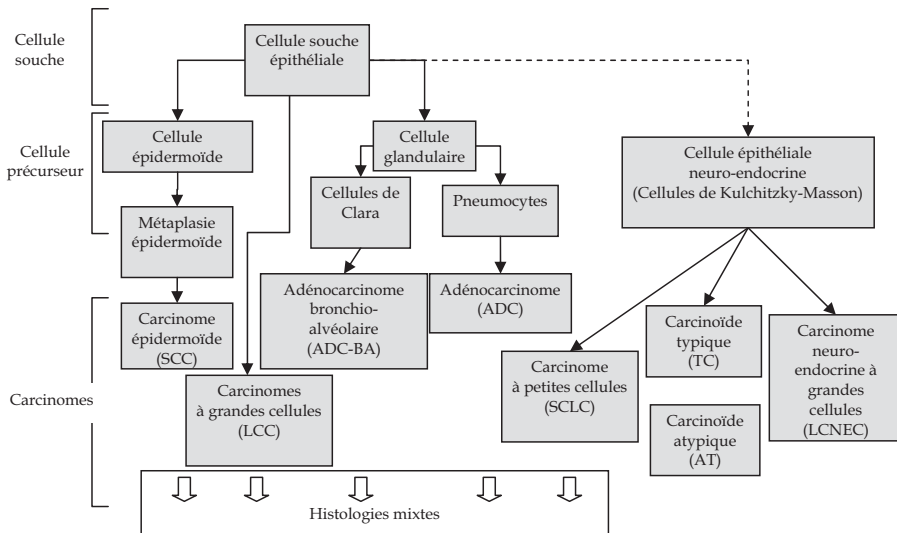 Cellule
souche
Cellule souche
épithéliale
Cellule
précurseur
Cellule
épidermoïde
Cellule
glandulaire
Cellule épithéliale
neuro-endocrine
(Cellules de Kulchitzky-Masson)
Métaplasie
épidermoïde
Cellules de
Clara
Pneumocytes
Carcinomes
Carcinome
épidermoïde
(SCC)
Carcinomes
à grandes cellules
(LCC)
Adénocarcinome
bronchio-
alvéolaire
(ADC-BA)
Adénocarcinome
(ADC)
Carcinome
à petites cellules
(SCLC)
Carcinoïde
typique
(TC)
Carcinoïde
atypique
(AT)
Carcinome
neuro-
endocrine à
grandes
cellules
(LCNEC)
Histologies mixtes